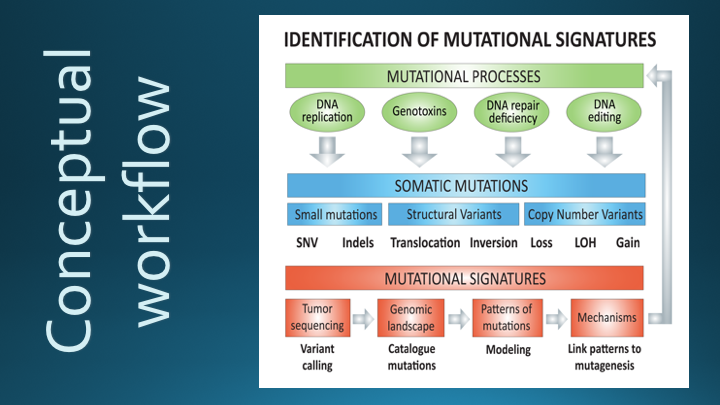 Conceptual
workflow
IDENTIFICATION OF MUTATIONAL SIGNATURES
MUTATIONAL PROCESSES
DNA
replication
Genotoxins
DNA repair
deficiency
DNA
editing
SOMATIC MUTATIONS
Small mutations
Structural Variants
Copy Number Variants
SNV Indels Translocation Inversion Loss LOH Gain
MUTATIONAL SIGNATURES
Tumor
sequencing
Genomic
landscape
Patterns of
mutations
Mechanisms
Variant
calling
Catalogue
mutations
Modeling
Link patterns to
mutagenesis